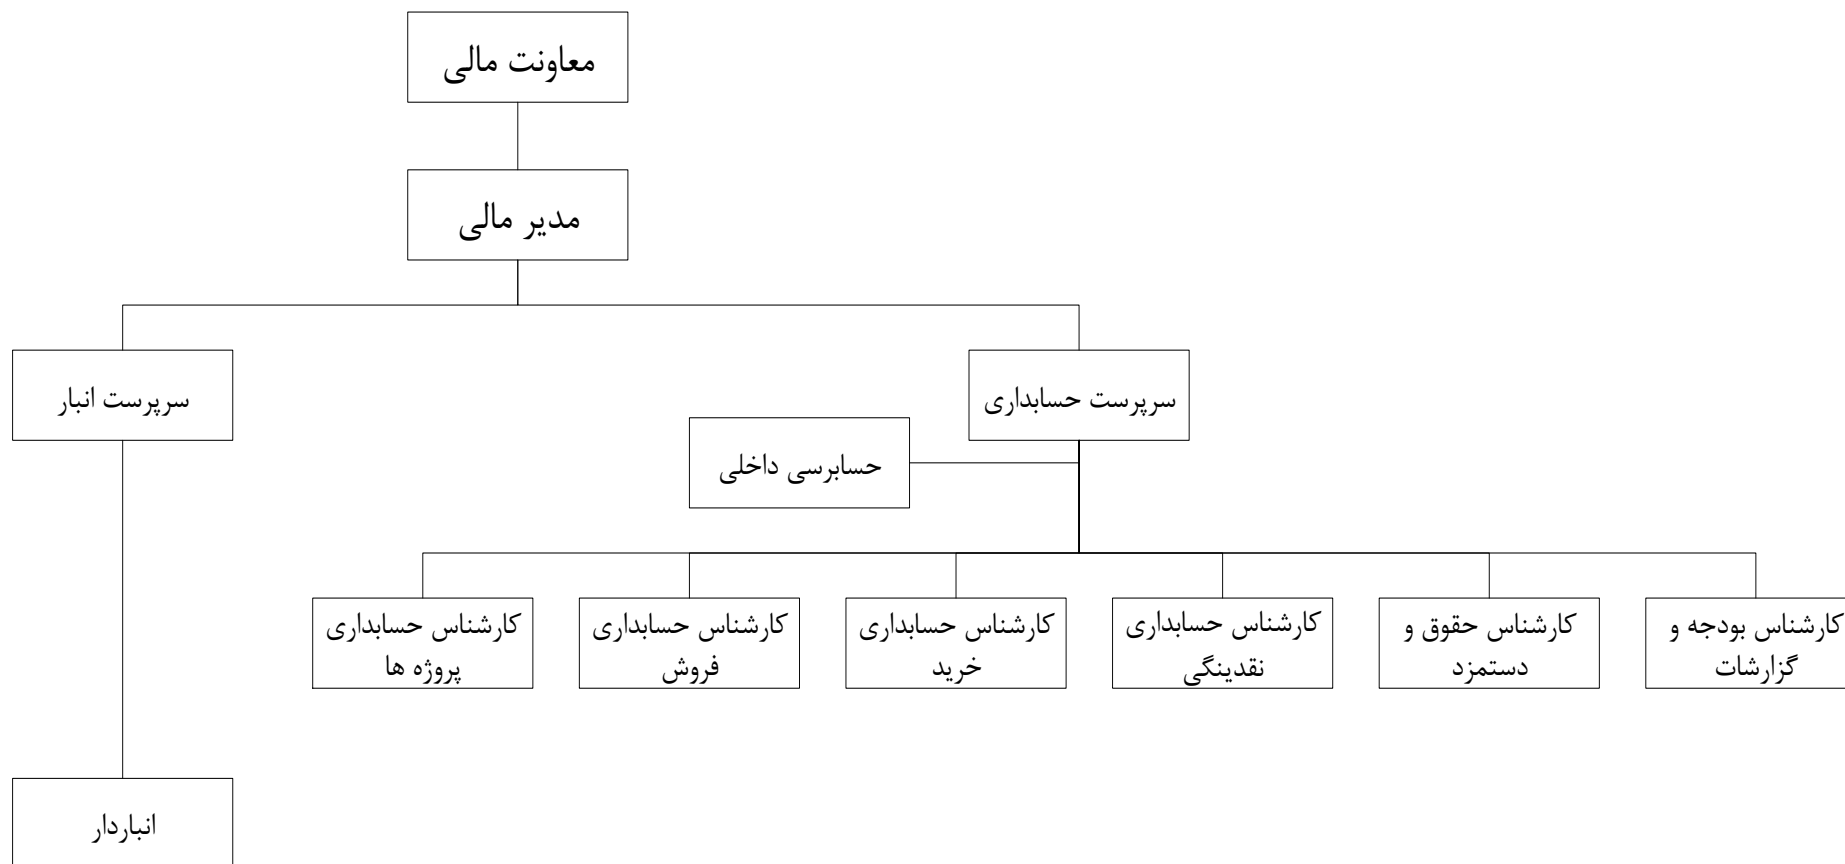 معاونت مالی
مدیر مالی
سرپرست حسابداری
سرپرست انبار
حسابرسی داخلی
کارشناس بودجه و
گزارشات
کارشناس حقوق و
دستمزد
کارشناس حسابداری
نقدینگی
کارشناس حسابداری
خرید
کارشناس حسابداری
فروش
کارشناس حسابداری
پروژه ها
انباردار